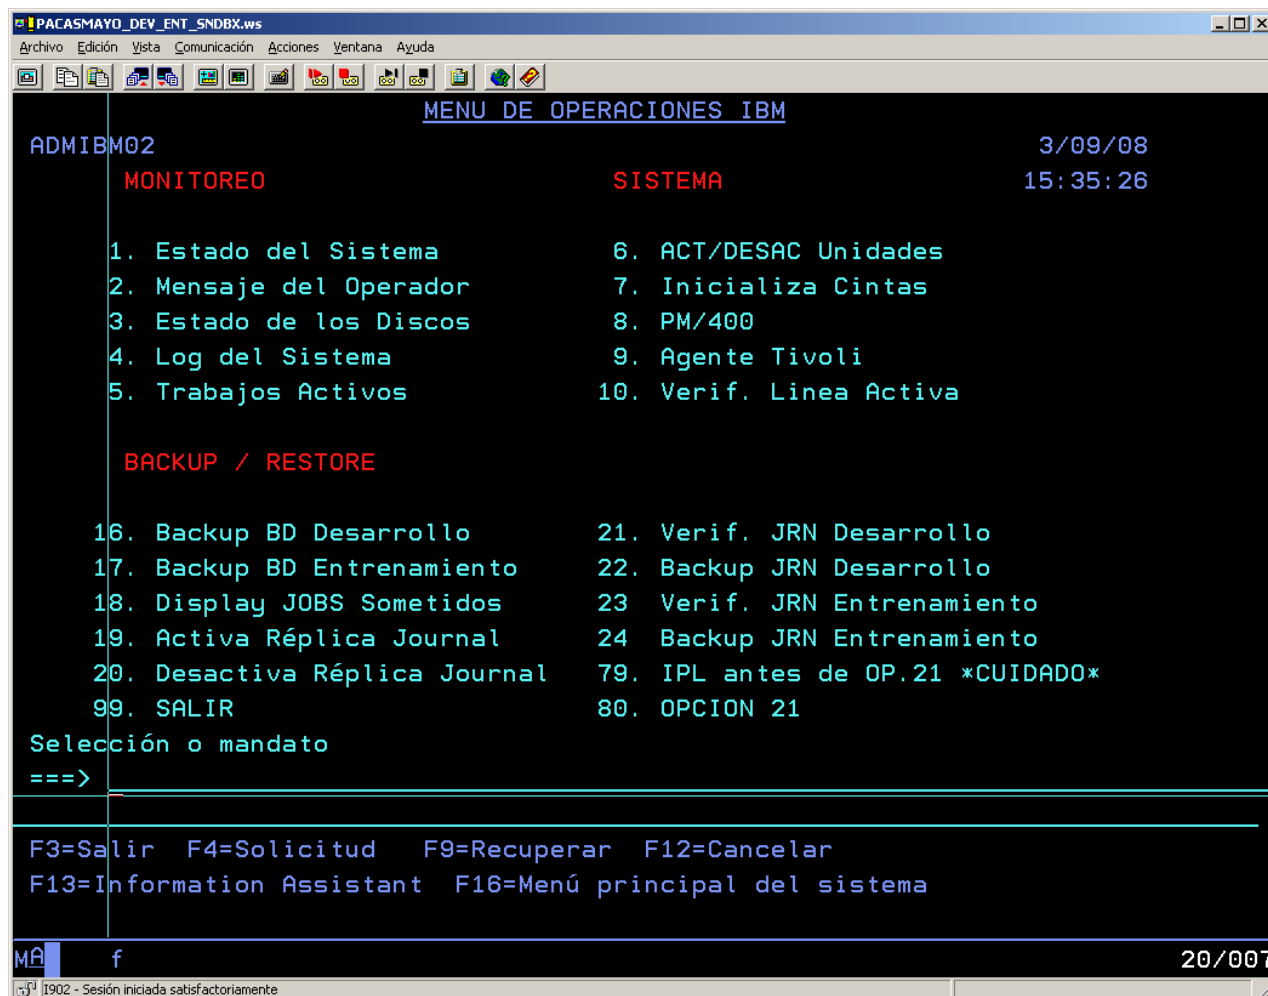 PACASMAYO_DEV_ENT_SNDBX.ws
Archivo Edición Vista Comunicación Acciones Ventana Ayuda
MENU DE OPERACIONES IBM
ADMIBM02 3/09/08
MONITOREO SISTEMA 15:35:26
1. Estado del Sistema 6. ACT/DESAC Unidades
2. Mensaje del Operador 7. Inicializa Cintas
3. Estado de los Discos 8. PM/400
4. Log del Sistema 9. Agente Tivoli
5. Trabajos Activos 10. Verif. Linea Activa
BACKUP / RESTORE
16. Backup BD Desarrollo 21. Verif. JRN Desarrollo
17. Backup BD Entrenamiento 22. Backup JRN Desarrollo
18. Display JOBS Sometidos 23 Verif. JRN Entrenamiento
19. Activa Réplica Journal 24 Backup JRN Entrenamiento
20. Desactiva Réplica Journal 79. IPL antes de OP.21 *CUIDADO*
99. SALIR 80. OPCION 21
Selección o mandato
===>
F3=Salir F4=Solicitud F9=Recuperar F12=Cancelar
F13=Information Assistant F16=Menú principal del sistema
MA f 20/007
I902 - Sesión iniciada satisfactoriamente